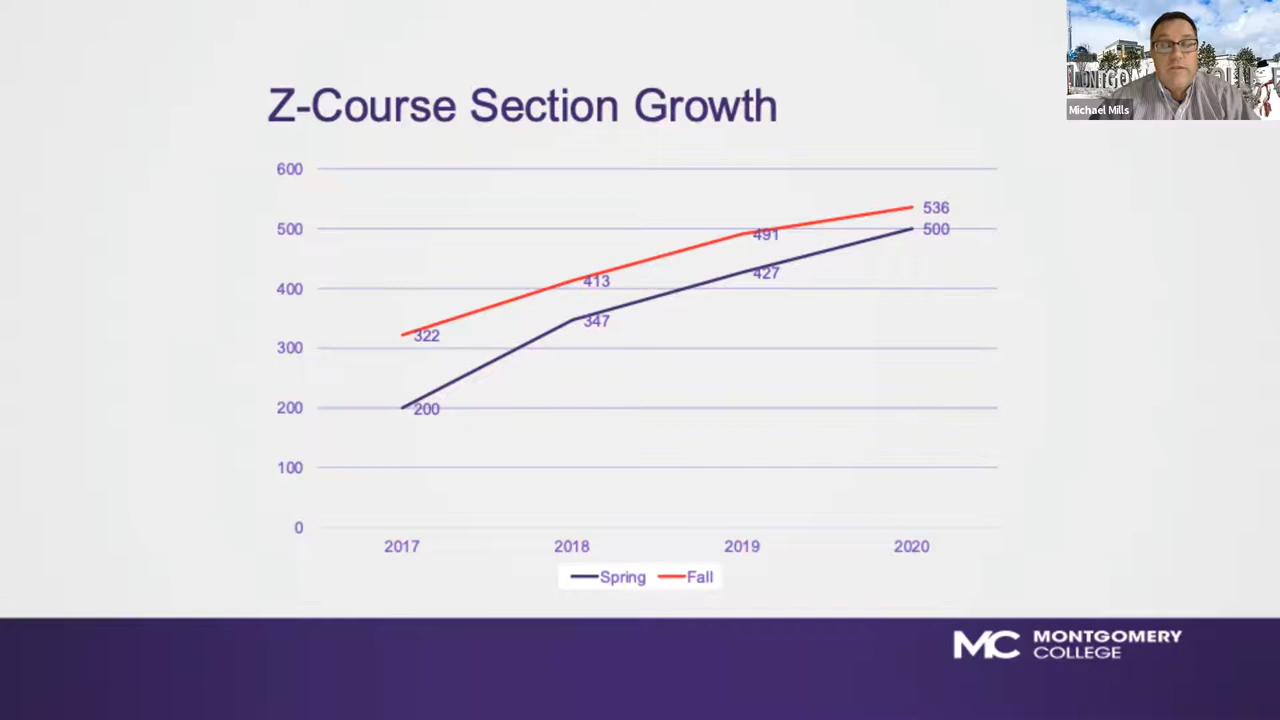 Z-Course Section Growth
600
500
400
300
200
100
0
322
413
491
536
200
347
427
500
2017 2018 2019 2020
Spring Fall
MC MONTGOMERY
COLLEGE
Michael Mills